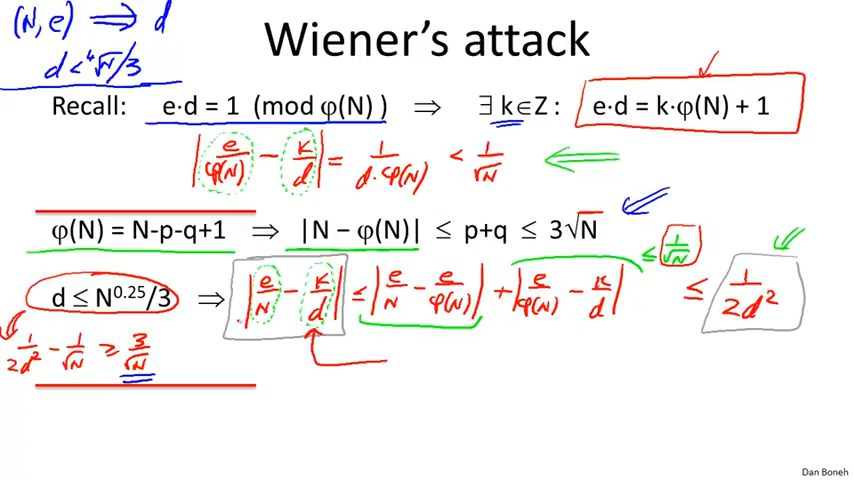 (N, e) ⟹ d
d < ⁴√N/3
Wiener's attack
Recall: e·d = 1 (mod φ(N) ) ⇒ ∃ k∈Z : e·d = k·φ(N) + 1
|e/φ(N) − k/d| = 1/(d·φ(N)) < 1/√N
φ(N) = N-p-q+1 ⇒ |N − φ(N)| ≤ p+q ≤ 3√N
d ≤ N^0.25/3 ⇒ |e/N − k/d| ≤ |e/N − e/φ(N)| + |e/φ(N) − k/d| ≤ 1/√N ≤ 1/(2d²)
1/(2d²) − 1/√N ≥ 3/√N
Dan Boneh